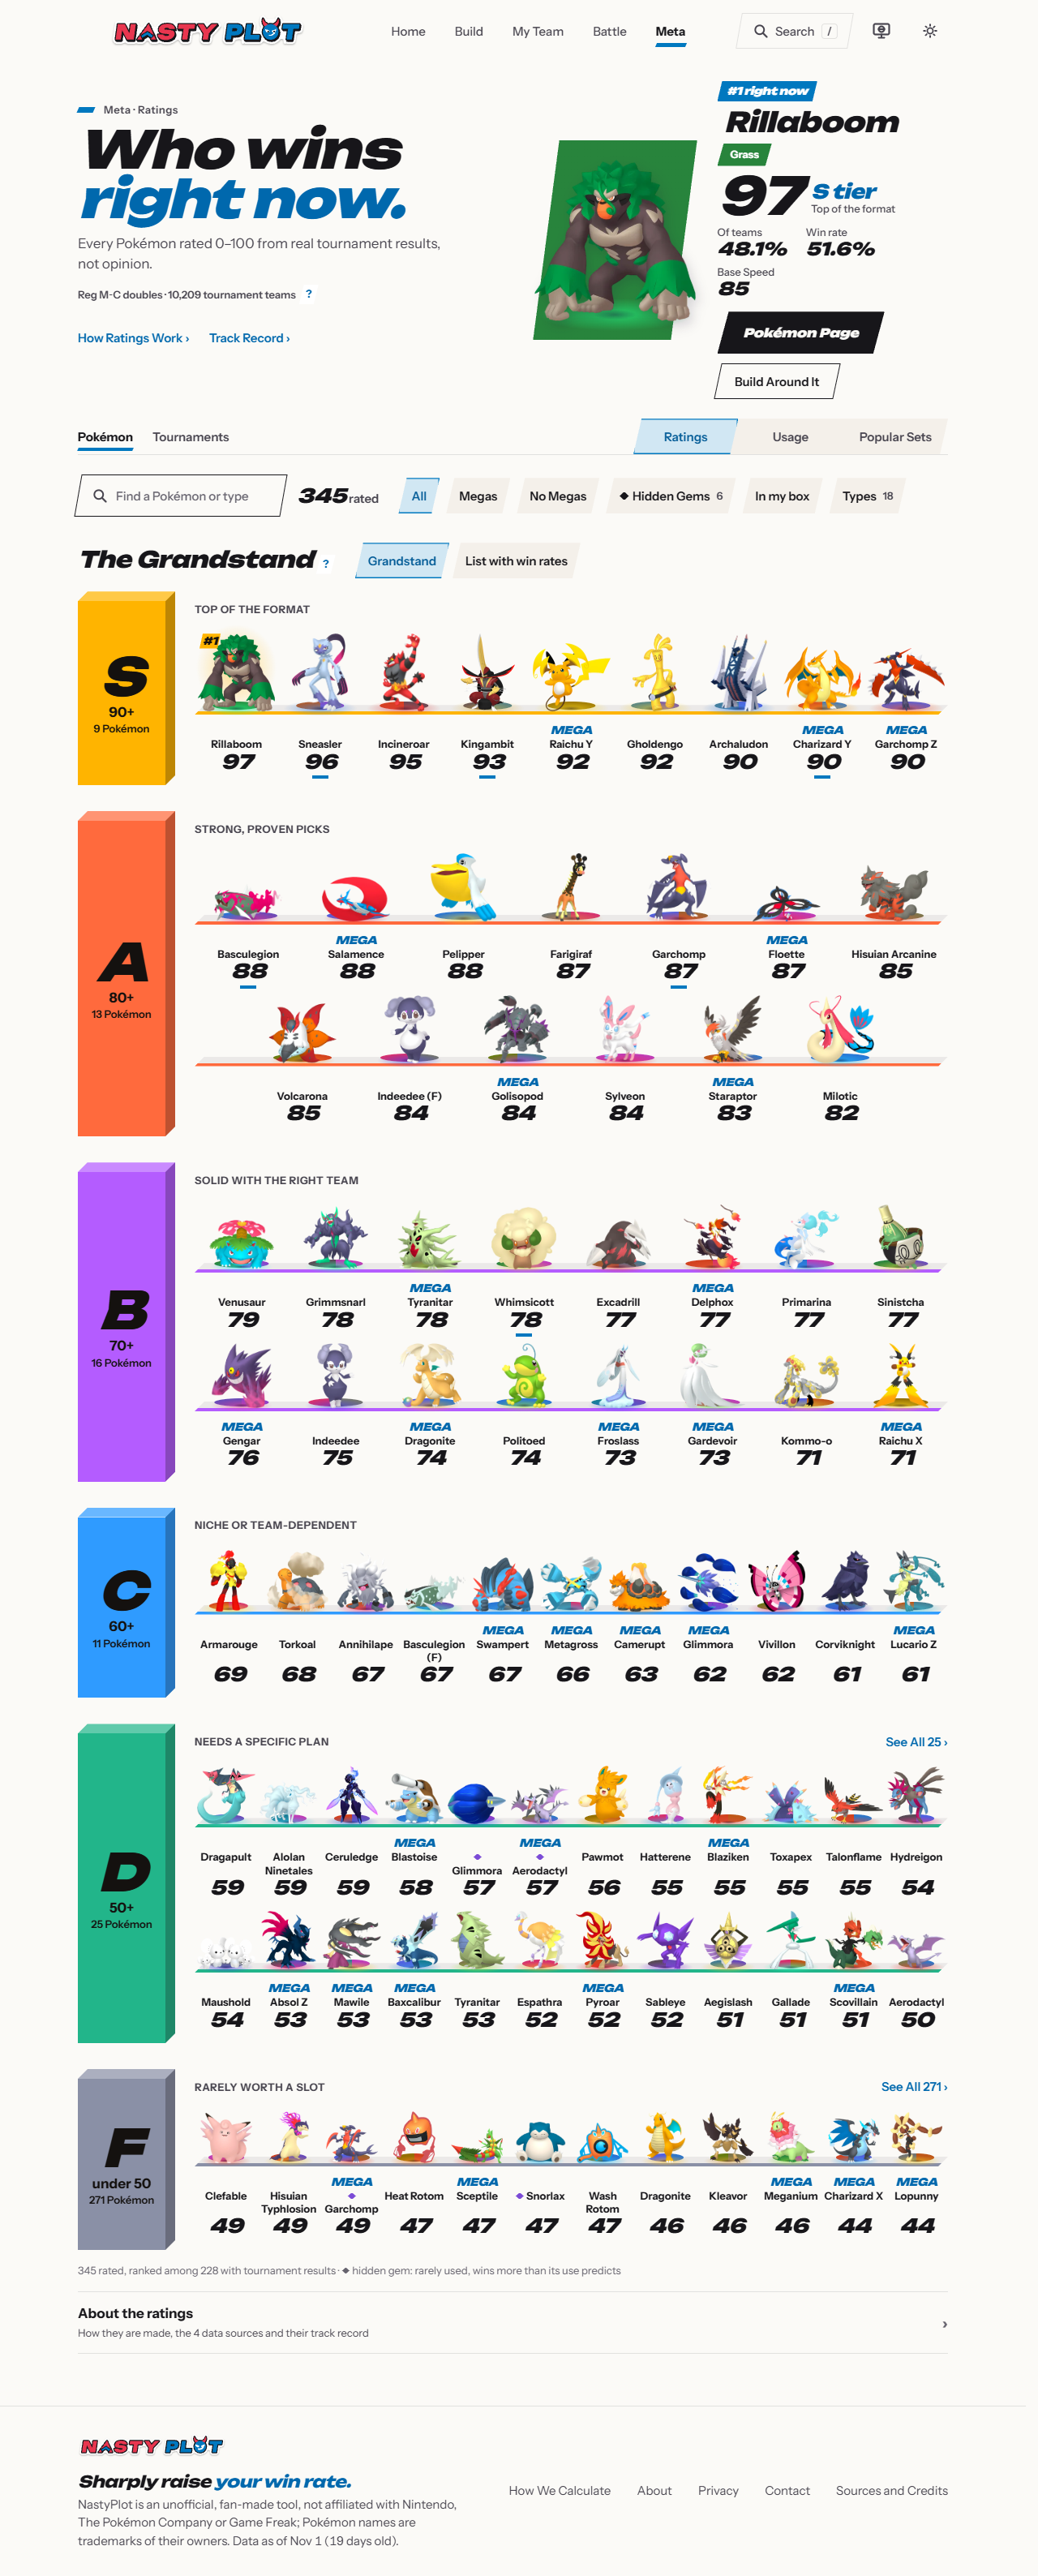 NASTY PLOT
Home Build My Team Battle Meta Search /
#1 right now
Rillaboom
Grass
97 S tier
Top of the format
Of teams Win rate
48.1% 51.6%
Base Speed
85
Pokémon Page
Build Around It
Meta · Ratings
Who wins
right now.
Every Pokémon rated 0–100 from real tournament results,
not opinion.
Reg M-C doubles · 10,209 tournament teams ?
How Ratings Work › Track Record ›
Pokémon Tournaments Ratings Usage Popular Sets
Find a Pokémon or type 345 rated All Megas No Megas ◆ Hidden Gems 6 In my box Types 18
The Grandstand ? Grandstand List with win rates
S
90+
9 Pokémon
TOP OF THE FORMAT
#1
MEGA MEGA MEGA
Rillaboom Sneasler Incineroar Kingambit Raichu Y Gholdengo Archaludon Charizard Y Garchomp Z
97 96 95 93 92 92 90 90 90
A
80+
13 Pokémon
STRONG, PROVEN PICKS
MEGA MEGA
Basculegion Salamence Pelipper Farigiraf Garchomp Floette Hisuian Arcanine
88 88 88 87 87 87 85
MEGA MEGA
Volcarona Indeedee (F) Golisopod Sylveon Staraptor Milotic
85 84 84 84 83 82
B
70+
16 Pokémon
SOLID WITH THE RIGHT TEAM
MEGA MEGA
Venusaur Grimmsnarl Tyranitar Whimsicott Excadrill Delphox Primarina Sinistcha
79 78 78 78 77 77 77 77
MEGA MEGA MEGA MEGA MEGA
Gengar Indeedee Dragonite Politoed Froslass Gardevoir Kommo-o Raichu X
76 75 74 74 73 73 71 71
C
60+
11 Pokémon
NICHE OR TEAM-DEPENDENT
MEGA MEGA MEGA MEGA MEGA
Armarouge Torkoal Annihilape Basculegion Swampert Metagross Camerupt Glimmora Vivillon Corviknight Lucario Z
(F)
69 68 67 67 67 66 63 62 62 61 61
D
50+
25 Pokémon
NEEDS A SPECIFIC PLAN See All 25 ›
MEGA MEGA MEGA
Dragapult Alolan Ceruledge Blastoise ◆ ◆ Pawmot Hatterene Blaziken Toxapex Talonflame Hydreigon
Ninetales Glimmora Aerodactyl
59 59 59 58 57 57 56 55 55 55 55 54
MEGA MEGA MEGA MEGA MEGA
Maushold Absol Z Mawile Baxcalibur Tyranitar Espathra Pyroar Sableye Aegislash Gallade Scovillain Aerodactyl
54 53 53 53 53 52 52 52 51 51 51 50
F
under 50
271 Pokémon
RARELY WORTH A SLOT See All 271 ›
MEGA MEGA MEGA MEGA MEGA
Clefable Hisuian ◆ Heat Rotom Sceptile ◆ Snorlax Wash Dragonite Kleavor Meganium Charizard X Lopunny
Typhlosion Garchomp Rotom
49 49 49 47 47 47 47 46 46 46 44 44
345 rated, ranked among 228 with tournament results · ◆ hidden gem: rarely used, wins more than its use predicts
About the ratings
How they are made, the 4 data sources and their track record
›
NASTY PLOT
Sharply raise your win rate.
NastyPlot is an unofficial, fan-made tool, not affiliated with Nintendo,
The Pokémon Company or Game Freak; Pokémon names are
trademarks of their owners. Data as of Nov 1 (19 days old).
How We Calculate About Privacy Contact Sources and Credits